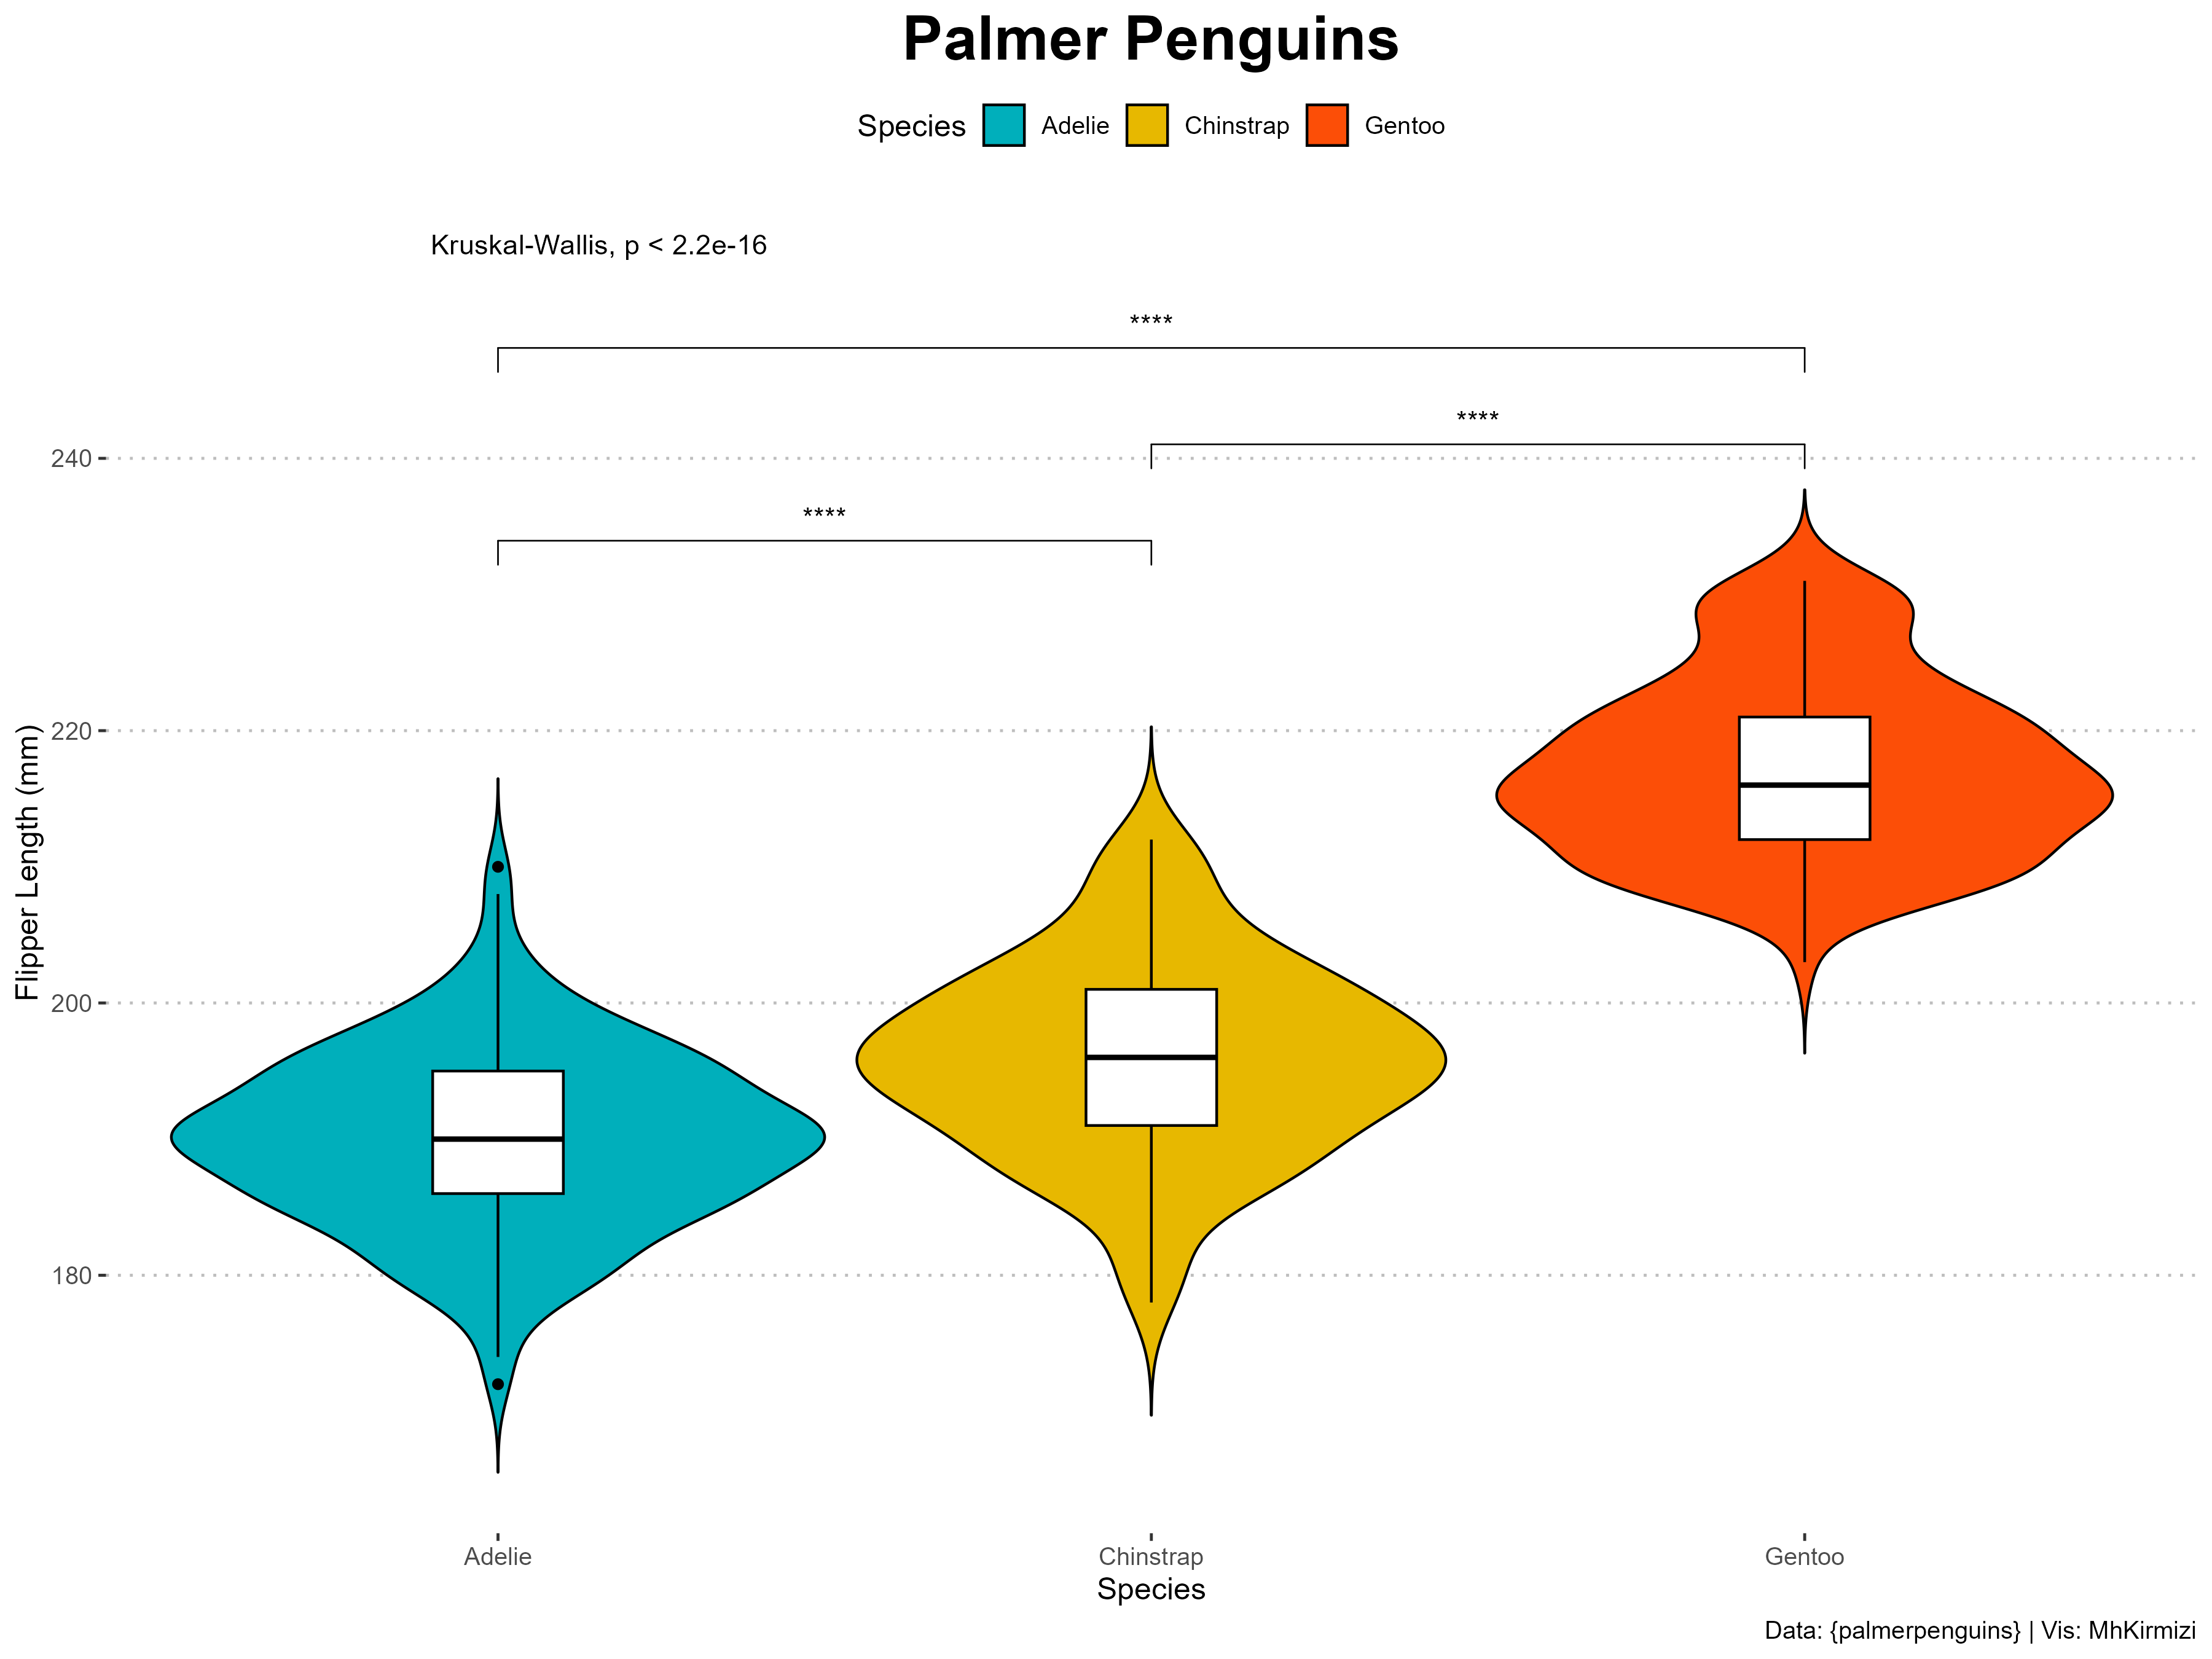 Palmer Penguins
Species Adelie Chinstrap Gentoo
Kruskal-Wallis, p < 2.2e-16
****
****
240
****
220
Flipper Length (mm)
200
180
Adelie Chinstrap Gentoo
Species
Data: {palmerpenguins} | Vis: MhKirmizi